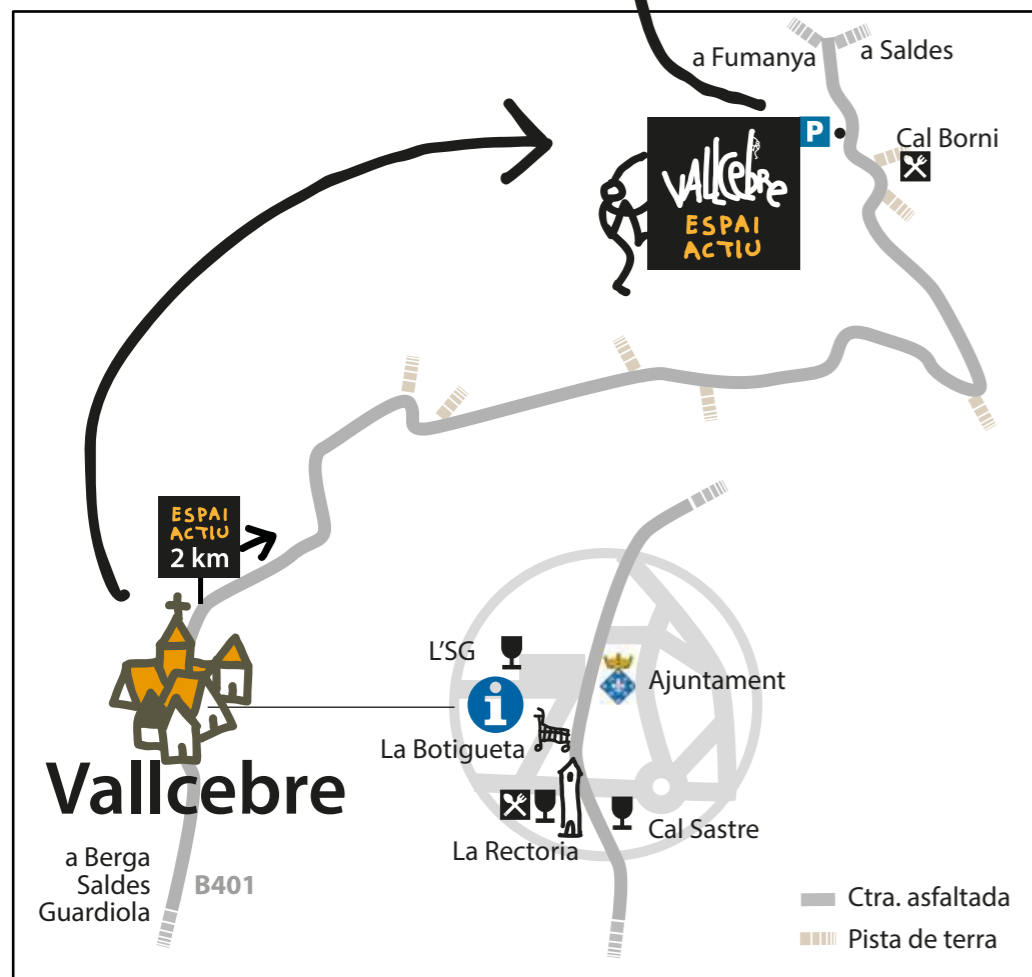 a Fumanya
a Saldes
P
Cal Borni
VALLCEBRE
ESPAI
ACTIU
ESPAI
ACTIU
2 km
L'SG
i
Ajuntament
La Botigueta
Vallcebre
La Rectoria
Cal Sastre
a Berga
Saldes
Guardiola
B401
Ctra. asfaltada
Pista de terra